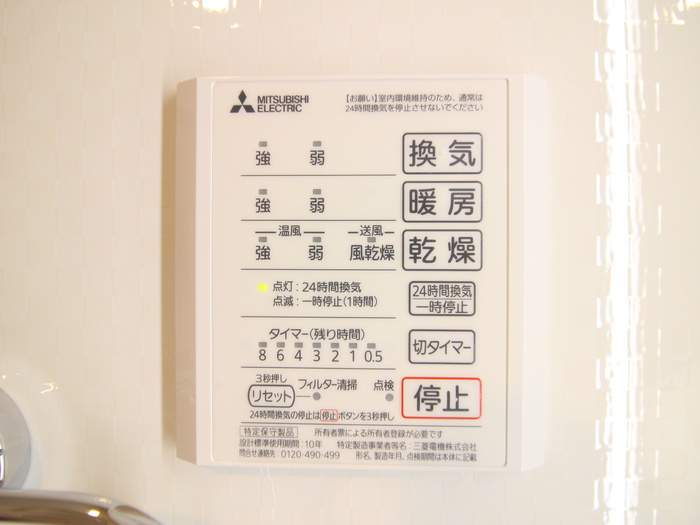 MITSUBISHI
ELECTRIC
【お願い】室内環境維持のため、通常は
24時間換気を停止させないでください
強 弱 換気
強 弱 暖房
温風 送風
強 弱 風乾燥 乾燥
点灯：24時間換気
点滅：一時停止(1時間)
24時間換気
一時停止
タイマー(残り時間)
8 6 4 3 2 1 0.5
切タイマー
3秒押し
リセット フィルター清掃 点検
停止
24時間換気の停止は停止ボタンを3秒押し
特定保守製品 所有者票による所有者登録が必要です
設計標準使用期間：10年 特定製造事業者等名：三菱電機株式会社
問合せ連絡先：0120-490-499 形名、製造年月、点検期間は本体に記載